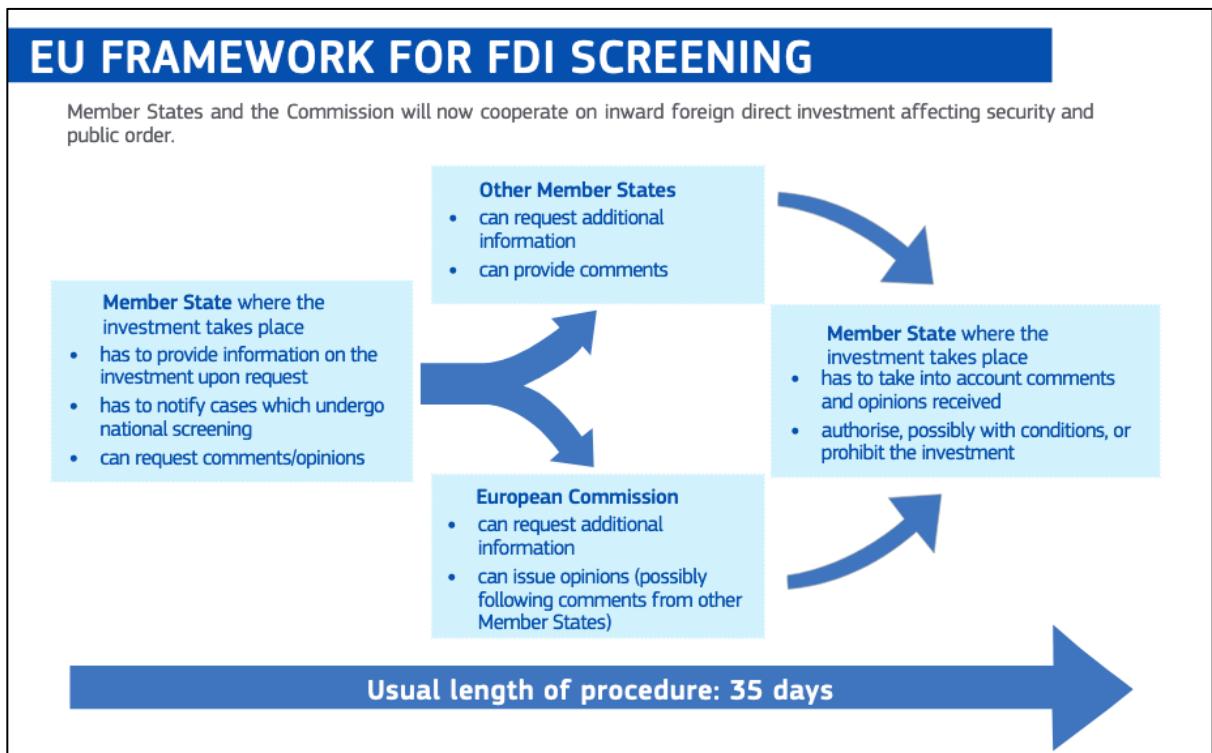 EU FRAMEWORK FOR FDI SCREENING
Member States and the Commission will now cooperate on inward foreign direct investment affecting security and
public order.
Member State where the
investment takes place
• has to provide information on the
investment upon request
• has to notify cases which undergo
national screening
• can request comments/opinions
Other Member States
• can request additional
information
• can provide comments
European Commission
• can request additional
information
• can issue opinions (possibly
following comments from other
Member States)
Member State where the
investment takes place
• has to take into account comments
and opinions received
• authorise, possibly with conditions, or
prohibit the investment
Usual length of procedure: 35 days